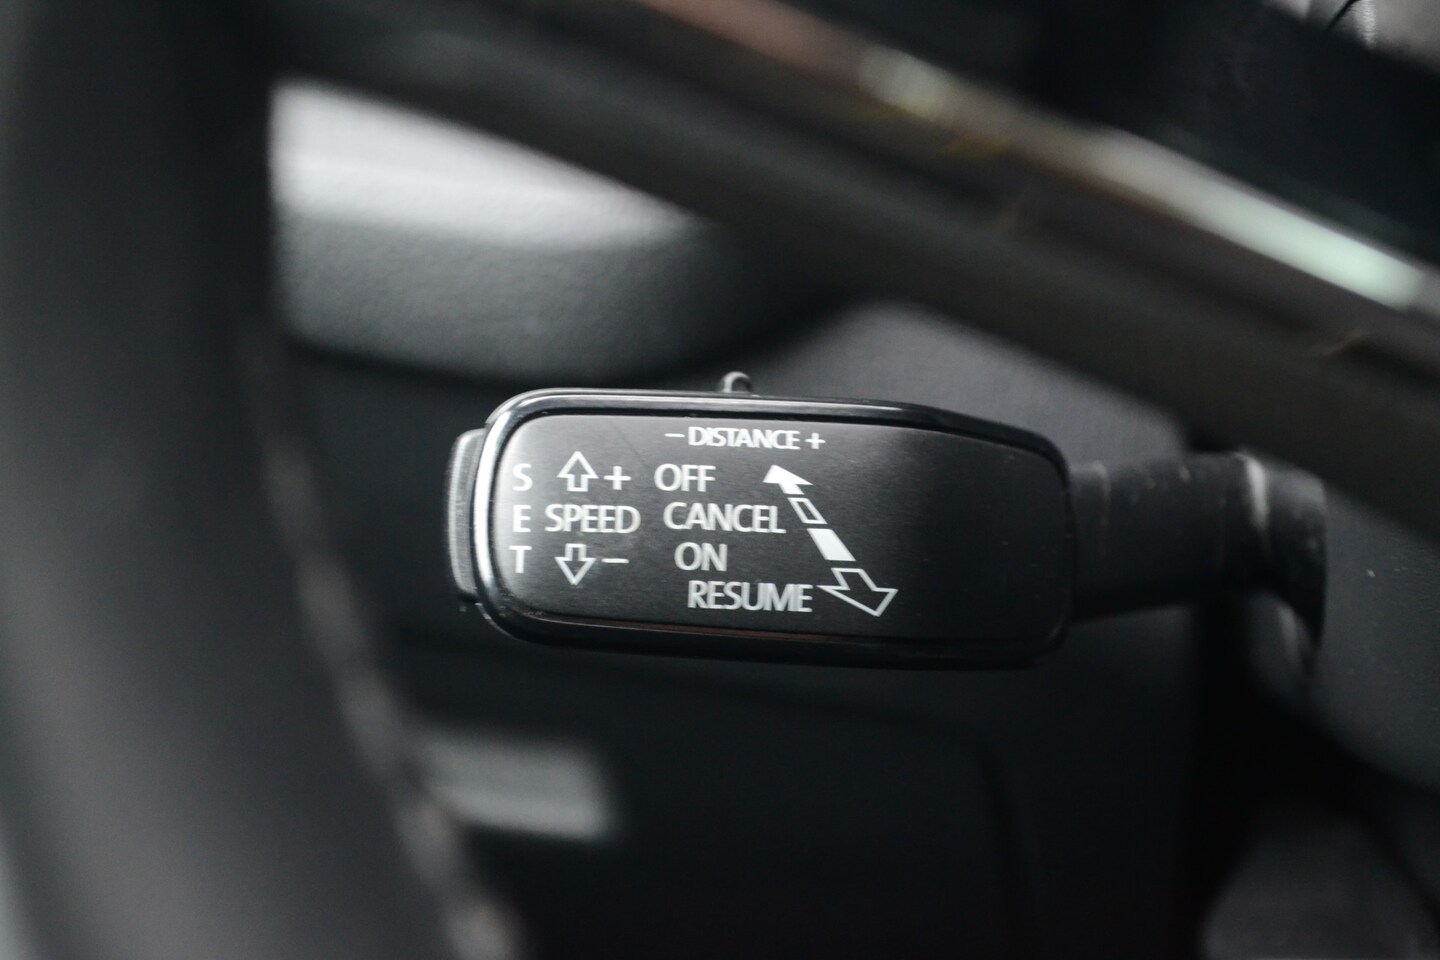 − DISTANCE +
S + OFF
E SPEED CANCEL
T − ON
RESUME